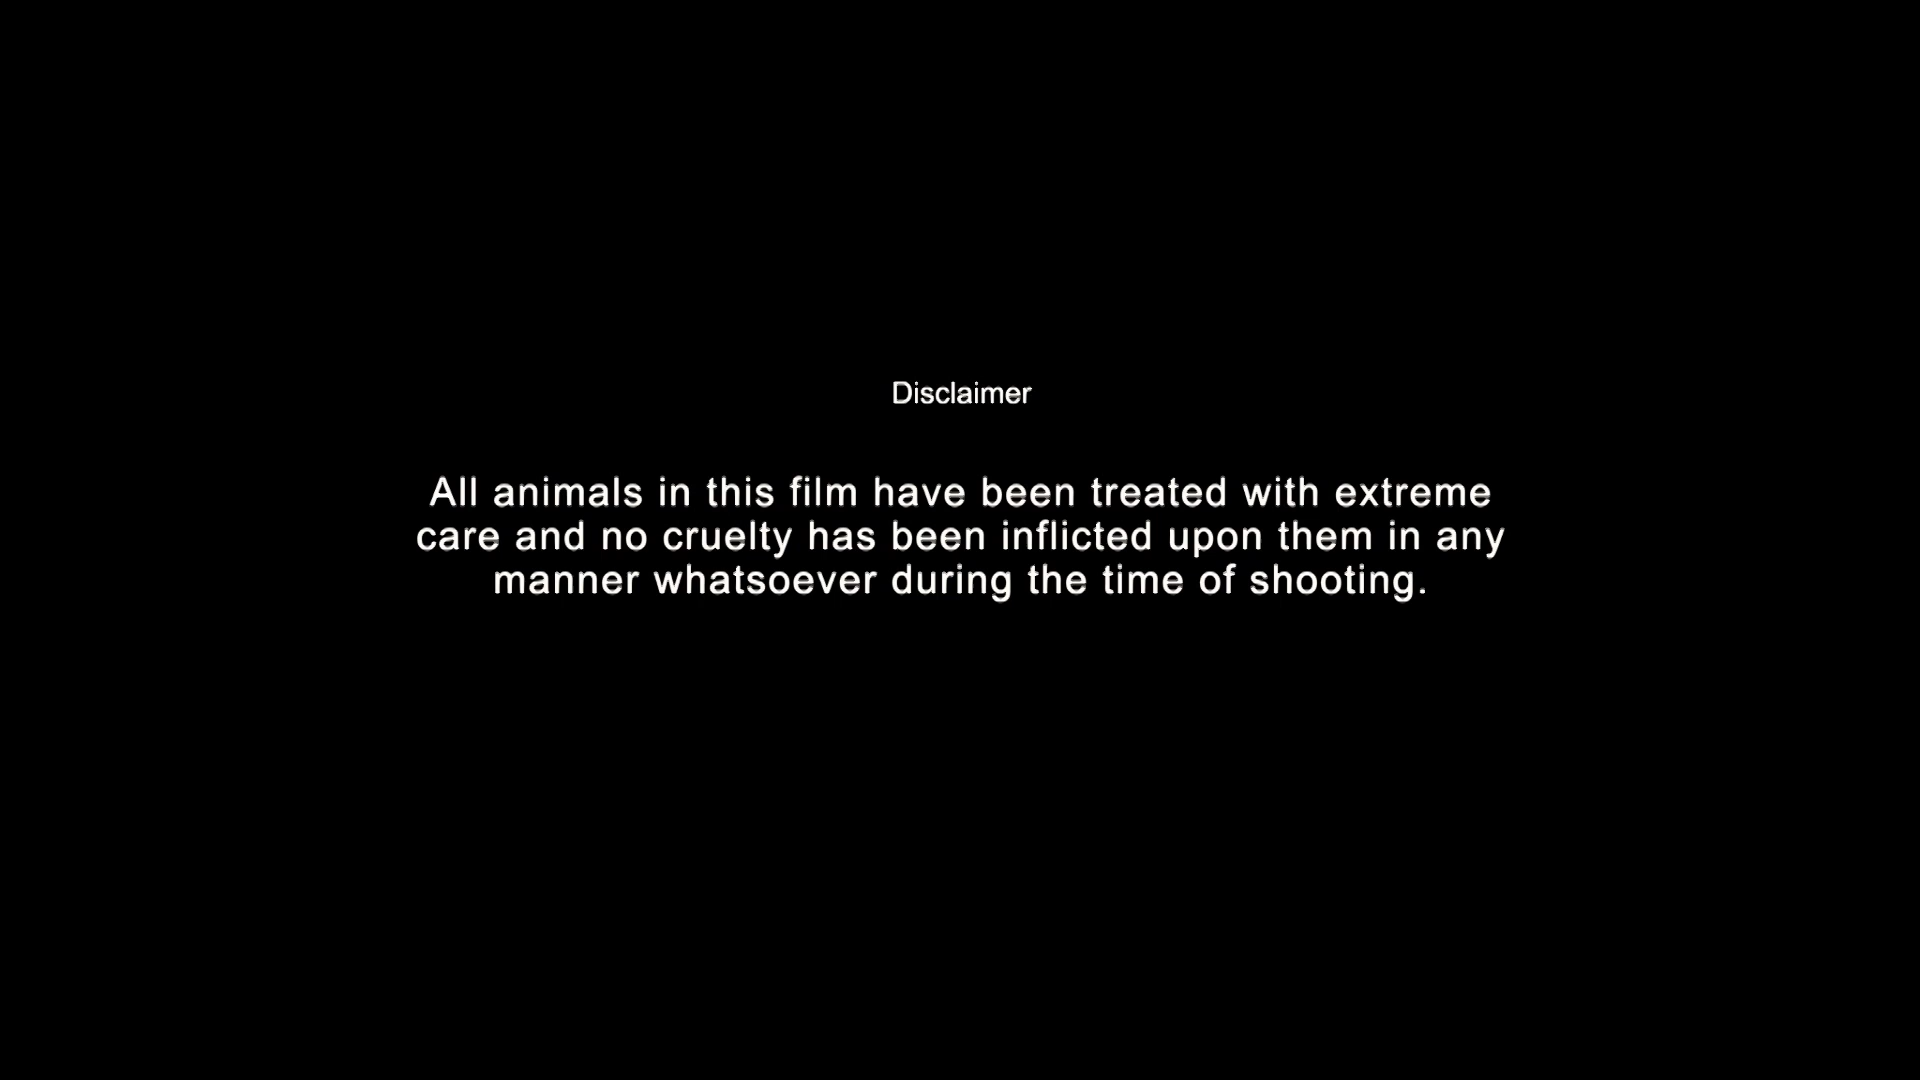 Disclaimer
All animals in this film have been treated with extreme
care and no cruelty has been inflicted upon them in any
manner whatsoever during the time of shooting.